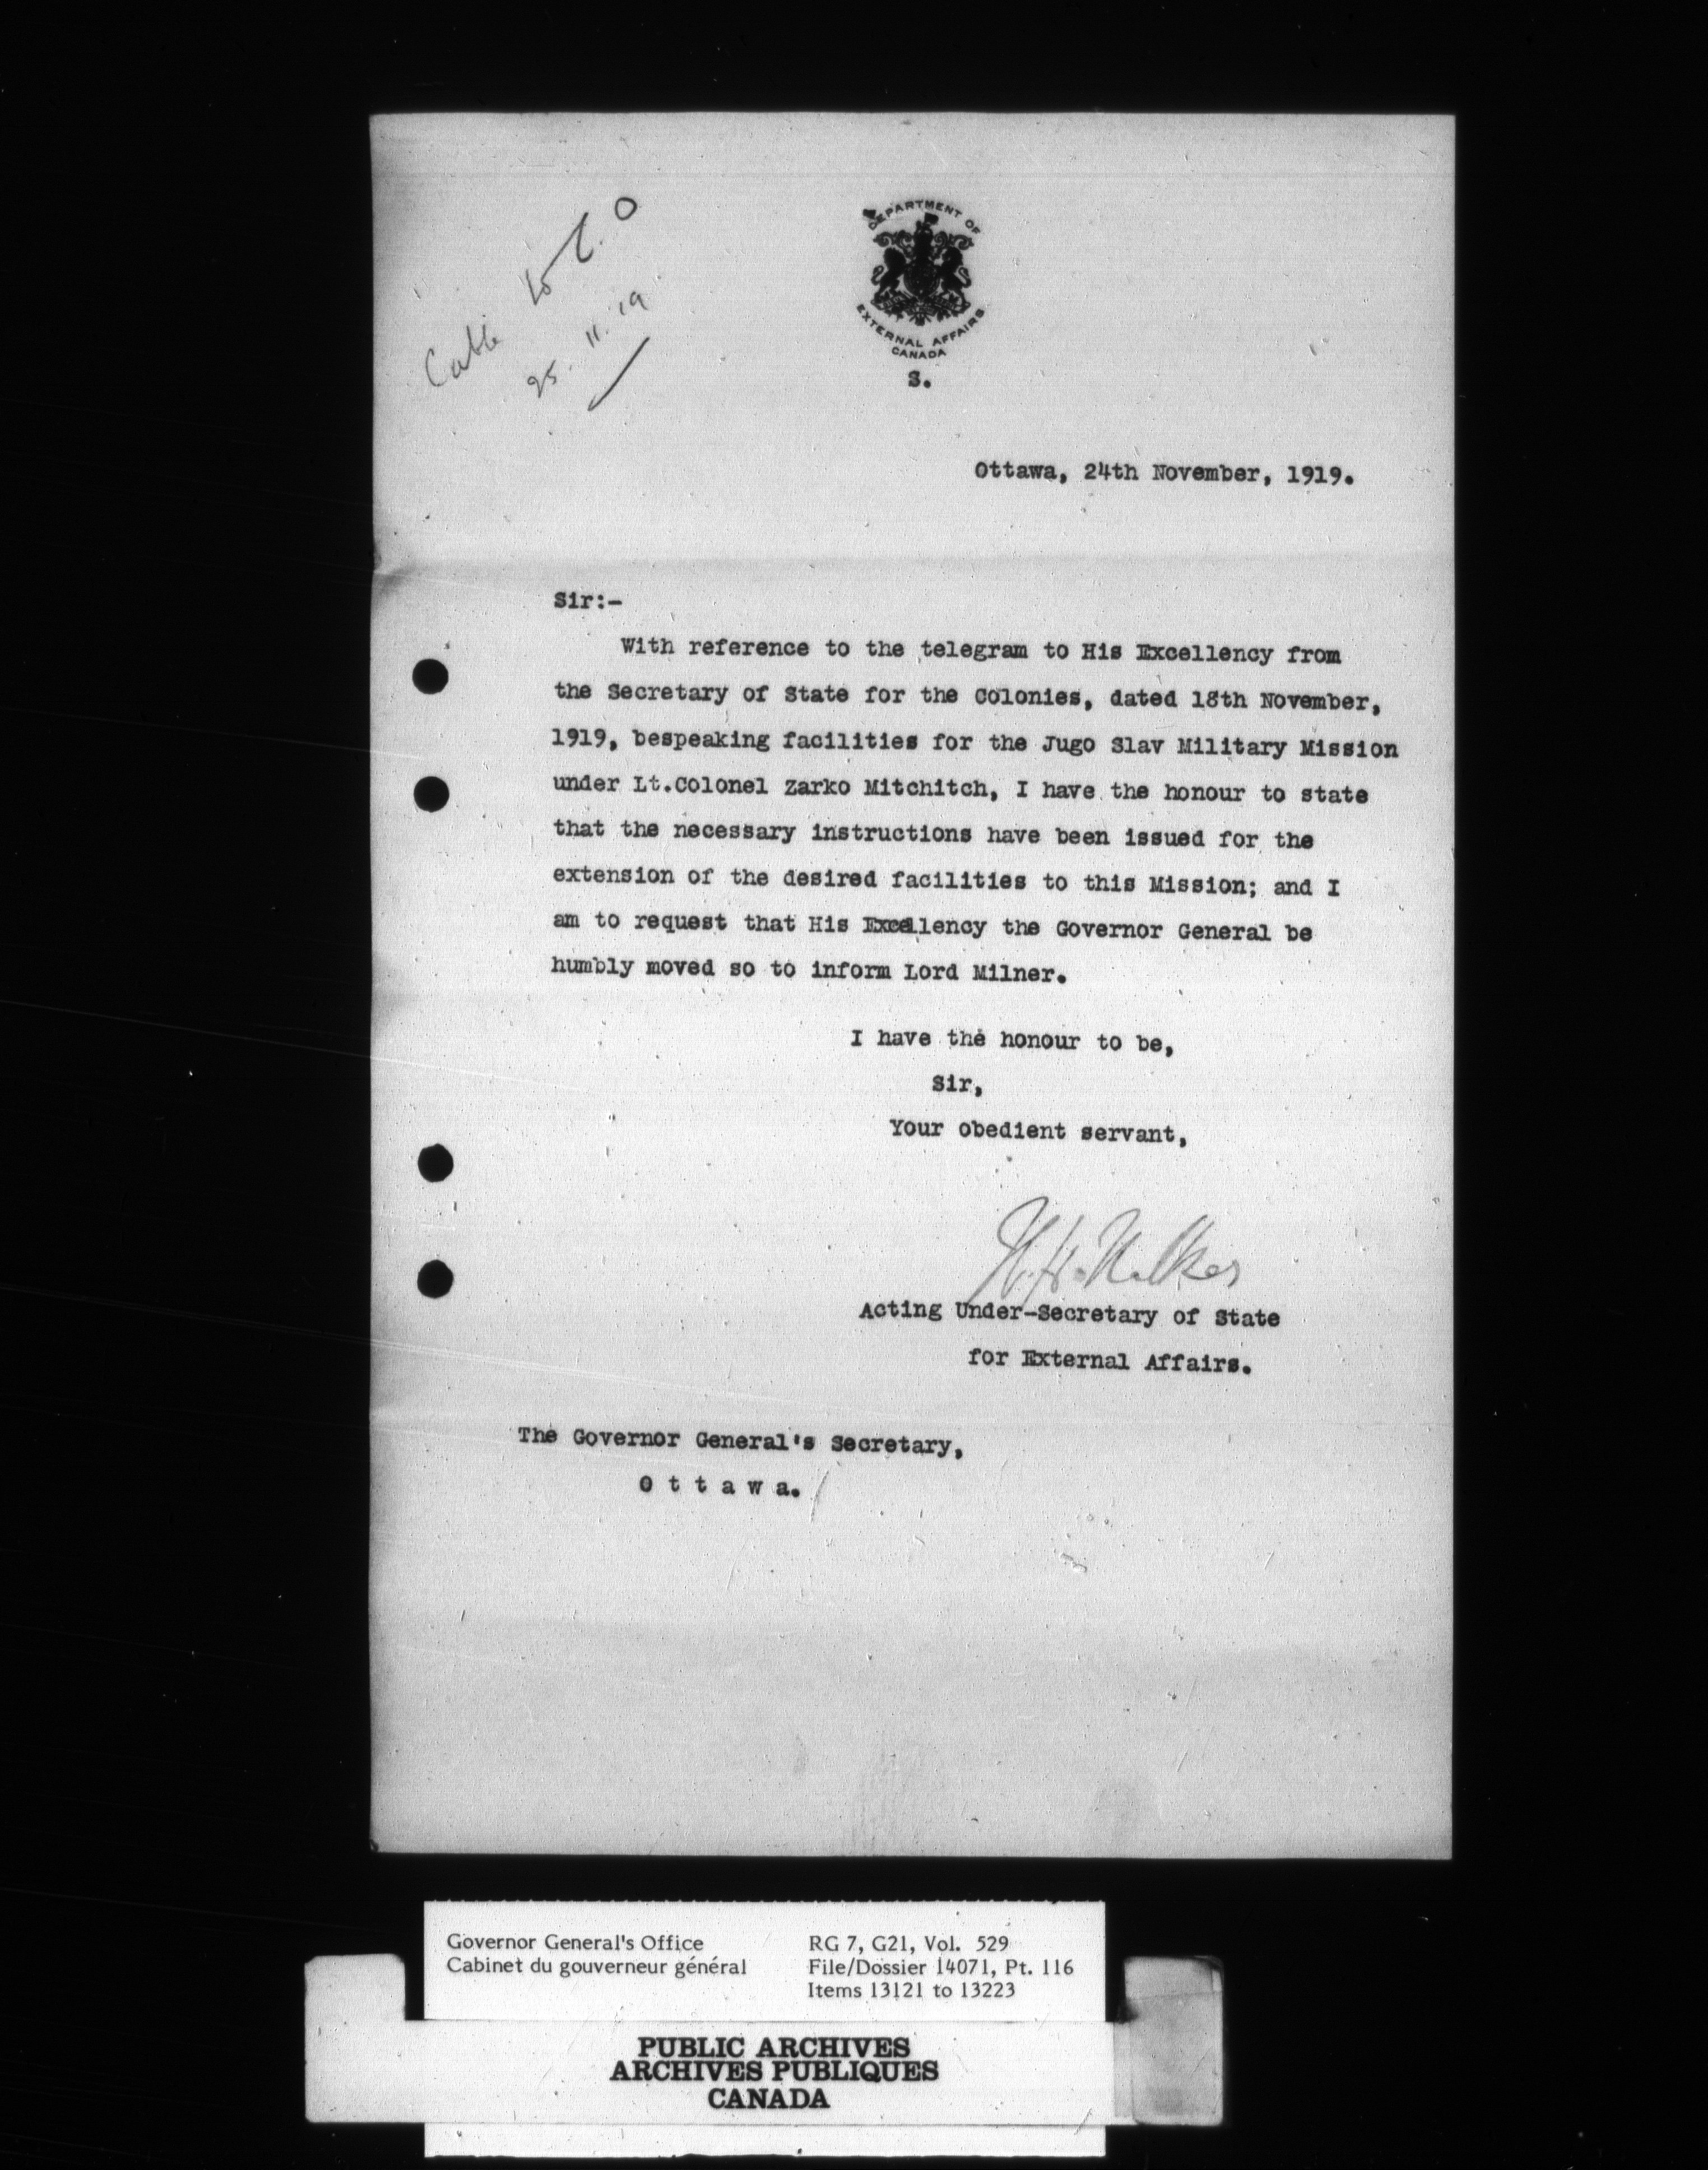 Cable to C.O
25.11.'19
DEPARTMENT OF
EXTERNAL AFFAIRS
CANADA
S.
Ottawa, 24th November, 1919.
Sir:-
With reference to the telegram to His Excellency from
the Secretary of State for the Colonies, dated 18th November,
1919, bespeaking facilities for the Jugo Slav Military Mission
under Lt.Colonel Zarko Mitchitch, I have the honour to state
that the necessary instructions have been issued for the
extension of the desired facilities to this Mission; and I
am to request that His Excellency the Governor General be
humbly moved so to inform Lord Milner.
I have the honour to be,
Sir,
Your obedient servant,
W.H. Walker
Acting Under-Secretary of State
for External Affairs.
The Governor General's Secretary,
O t t a w a.
Governor General's Office
Cabinet du gouverneur général
RG 7, G21, Vol. 529
File/Dossier 14071, Pt. 116
Items 13121 to 13223
PUBLIC ARCHIVES
ARCHIVES PUBLIQUES
CANADA